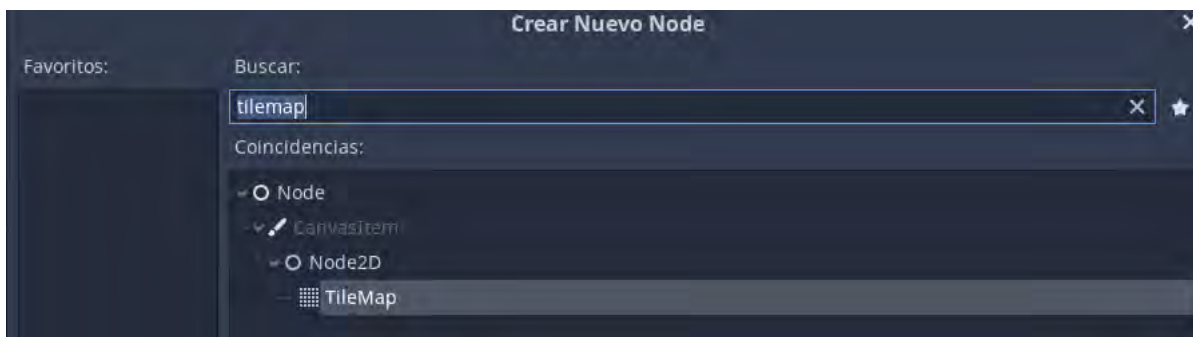 Crear Nuevo Node
Favoritos:
Buscar:
tilemap
Coincidencias:
Node
CanvasItem
Node2D
TileMap